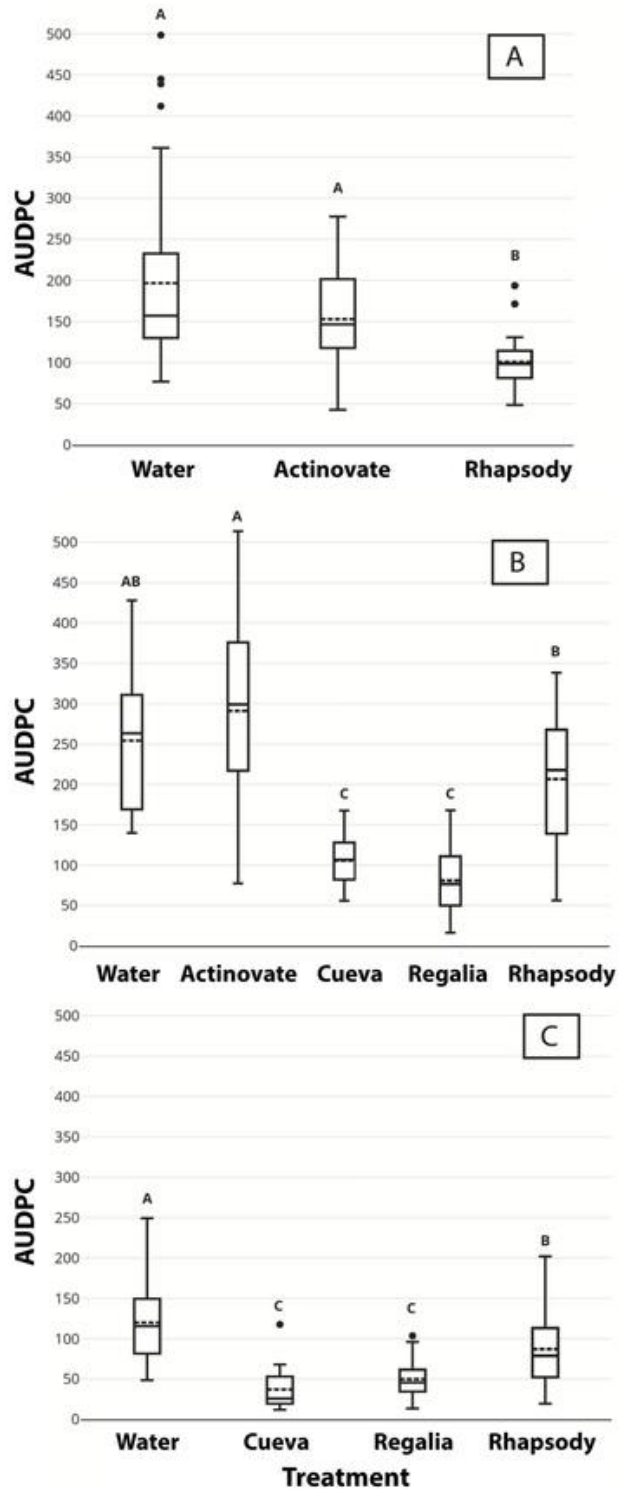 A
500
A
450
400
350
A
300
250
B
200
150
100
50
0
AUDPC
Water Actinovate Rhapsody
A
500
B
450
AB
400
350
B
300
250
200
C C
150
100
50
0
AUDPC
Water Actinovate Cueva Regalia Rhapsody
500
C
450
400
350
300
A
250
B
200
150
C C
100
50
0
AUDPC
Water Cueva Regalia Rhapsody
Treatment